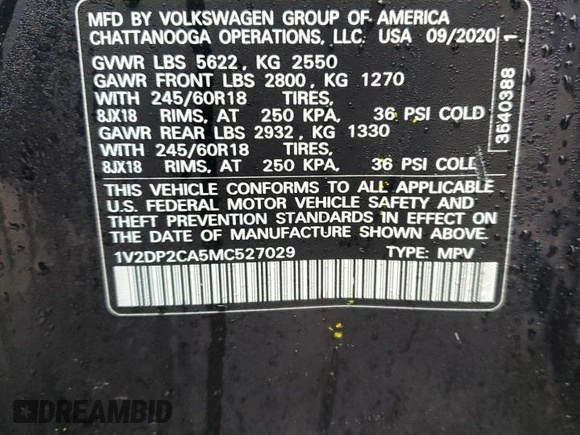 MFD BY VOLKSWAGEN GROUP OF AMERICA
CHATTANOOGA OPERATIONS, LLC. USA 09/2020
GVWR LBS 5622, KG 2550
GAWR FRONT LBS 2800, KG 1270
WITH 245/60R18 TIRES,
8JX18 RIMS, AT 250 KPA, 36 PSI COLD
GAWR REAR LBS 2932, KG 1330
WITH 245/60R18 TIRES,
8JX18 RIMS, AT 250 KPA, 36 PSI COLD
THIS VEHICLE CONFORMS TO ALL APPLICABLE
U.S. FEDERAL MOTOR VEHICLE SAFETY AND
THEFT PREVENTION STANDARDS IN EFFECT ON
DATE OF MANUFACTURE SHOWN ABOVE.
1V2DP2CA5MC527029 TYPE: MPV
3540388 1
DREAMBID